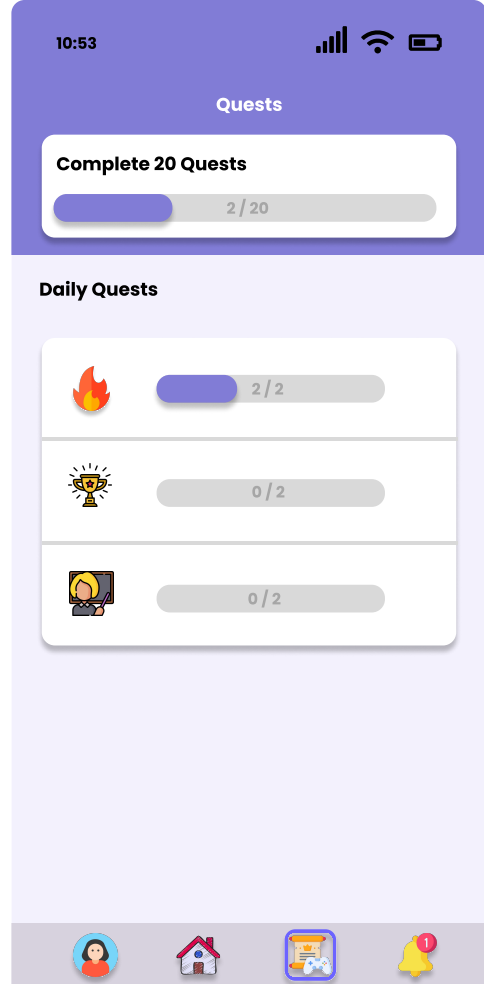 10:53
Quests
Complete 20 Quests
2 / 20
Daily Quests
2 / 2
0 / 2
0 / 2
1